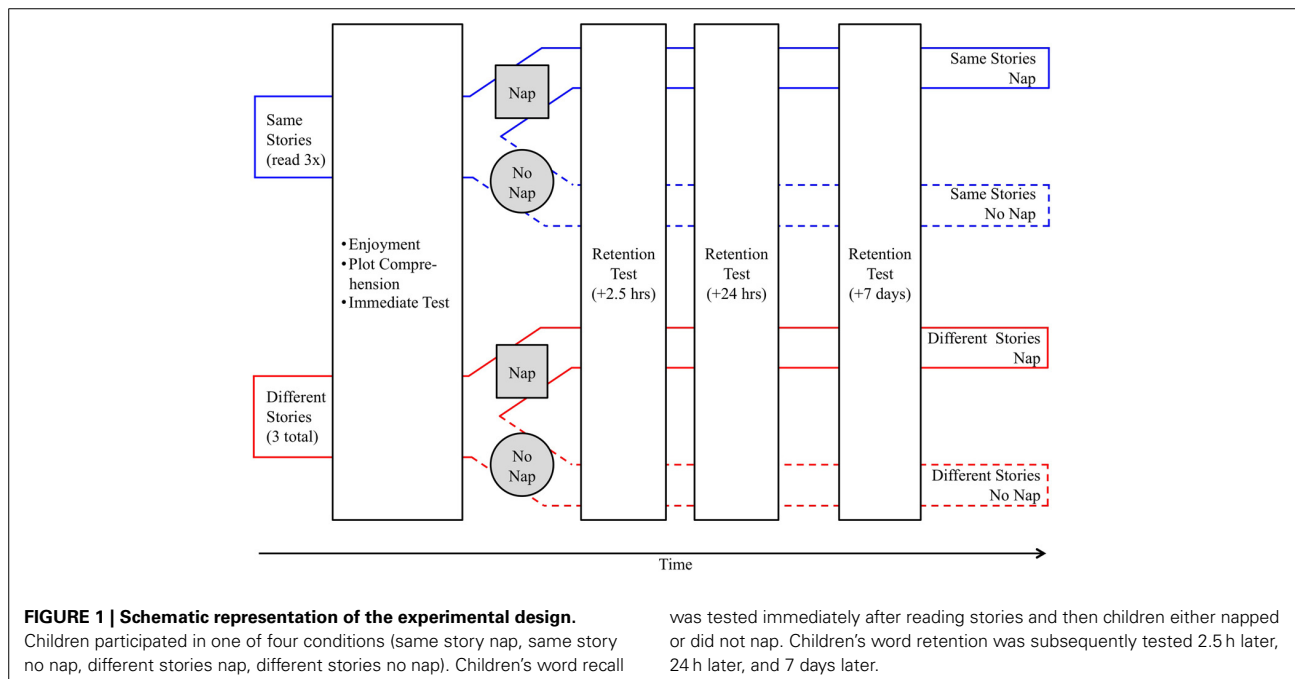 Same
Stories
(read 3x)
Different
Stories
(3 total)
•Enjoyment
•Plot Compre-
hension
•Immediate Test
Nap
No
Nap
Nap
No
Nap
Retention
Test
(+2.5 hrs)
Retention
Test
(+24 hrs)
Retention
Test
(+7 days)
Same Stories
Nap
Same Stories
No Nap
Different Stories
Nap
Different Stories
No Nap
Time
FIGURE 1 | Schematic representation of the experimental design.
Children participated in one of four conditions (same story nap, same story
no nap, different stories nap, different stories no nap). Children's word recall
was tested immediately after reading stories and then children either napped
or did not nap. Children's word retention was subsequently tested 2.5 h later,
24 h later, and 7 days later.